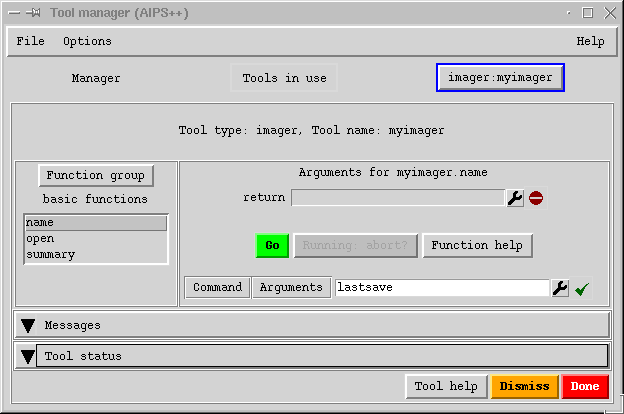 Tool manager (AIPS++)
File Options Help
Manager Tools in use imager:myimager
Tool type: imager, Tool name: myimager
Function group
basic functions
name
open
summary
Arguments for myimager.name
return
Go Running: abort? Function help
Command Arguments lastsave
Messages
Tool status
Tool help Dismiss Done